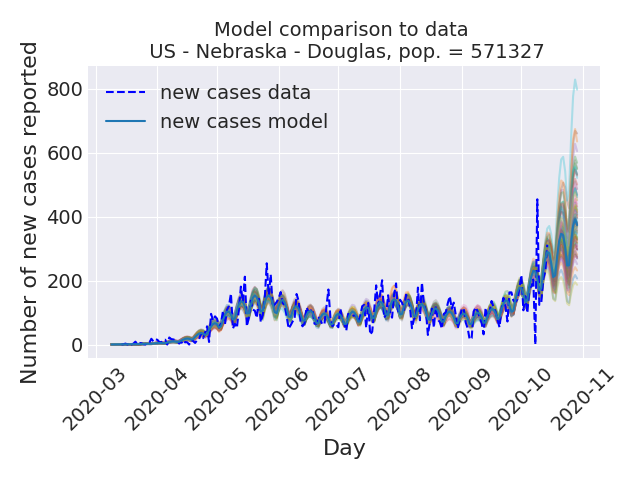 Model comparison to data
US - Nebraska - Douglas, pop. = 571327
Number of new cases reported
800
600
400
200
0
new cases data
new cases model
2020-03
2020-04
2020-05
2020-06
2020-07
2020-08
2020-09
2020-10
2020-11
Day